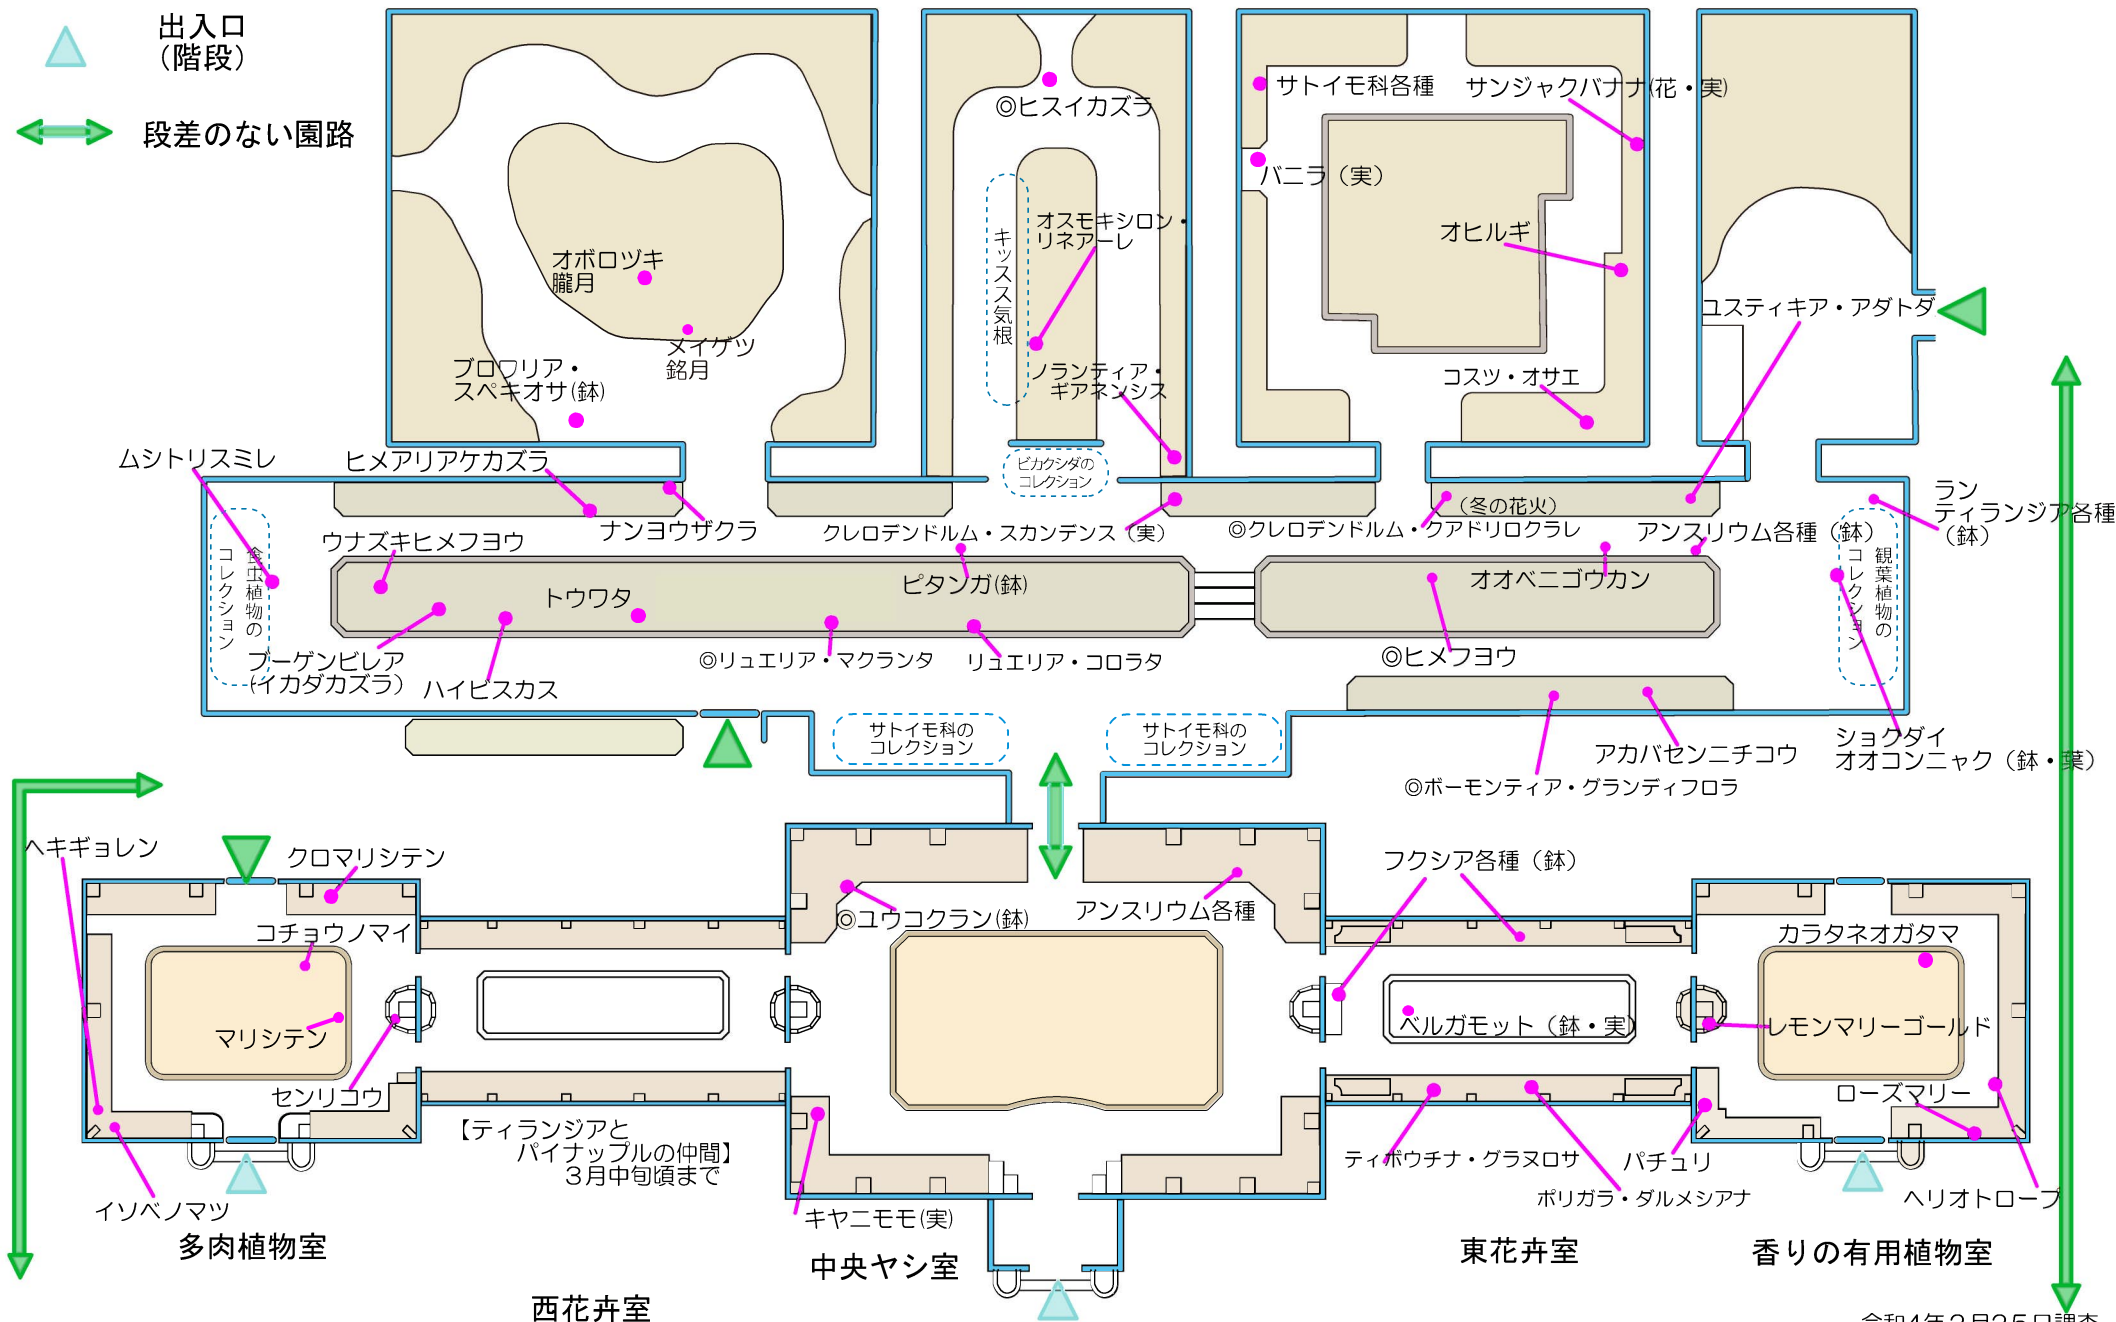 出入口
（階段）
段差のない園路
◎ヒスイカズラ
サトイモ科各種
サンジャクバナナ(花・実)
バニラ（実）
オスモキシロン・
リネアーレ
キッスス気根
オヒルギ
オボロヅキ
朧月
メイゲツ
銘月
ブロワリア・
スペキオサ(鉢)
ノランティア・
ギアネンシス
コスツ・オサエ
ユスティキア・アダトダ
ムシトリスミレ
ヒメアリアケカズラ
ビカクシダの
コレクション
ナンヨウザクラ
クレロデンドルム・スカンデンス（実）
（冬の花火）
◎クレロデンドルム・クアドリロクラレ
アンスリウム各種（鉢）
ラン
ティランジア各種
（鉢）
食虫植物の
コレクション
ウナズキヒメフヨウ
トウワタ
ピタンガ(鉢)
オオベニゴウカン
観葉植物の
コレクション
ブーゲンビレア
(イカダカズラ）
ハイビスカス
◎リュエリア・マクランタ
リュエリア・コロラタ
◎ヒメフヨウ
サトイモ科の
コレクション
サトイモ科の
コレクション
アカバセンニチコウ
◎ボーモンティア・グランディフロラ
ショクダイ
オオコンニャク（鉢・葉）
ヘキギョレン
クロマリシテン
コチョウノマイ
マリシテン
センリコウ
イソベノマツ
多肉植物室
【ティランジアと
パイナップルの仲間】
３月中旬頃まで
西花卉室
◎ユウコクラン(鉢)
アンスリウム各種
キヤニモモ(実)
中央ヤシ室
フクシア各種（鉢）
ベルガモット（鉢・実）
ティボウチナ・グラヌロサ
ポリガラ・ダルメシアナ
東花卉室
カラタネオガタマ
レモンマリーゴールド
ローズマリー
パチュリ
ヘリオトロープ
香りの有用植物室